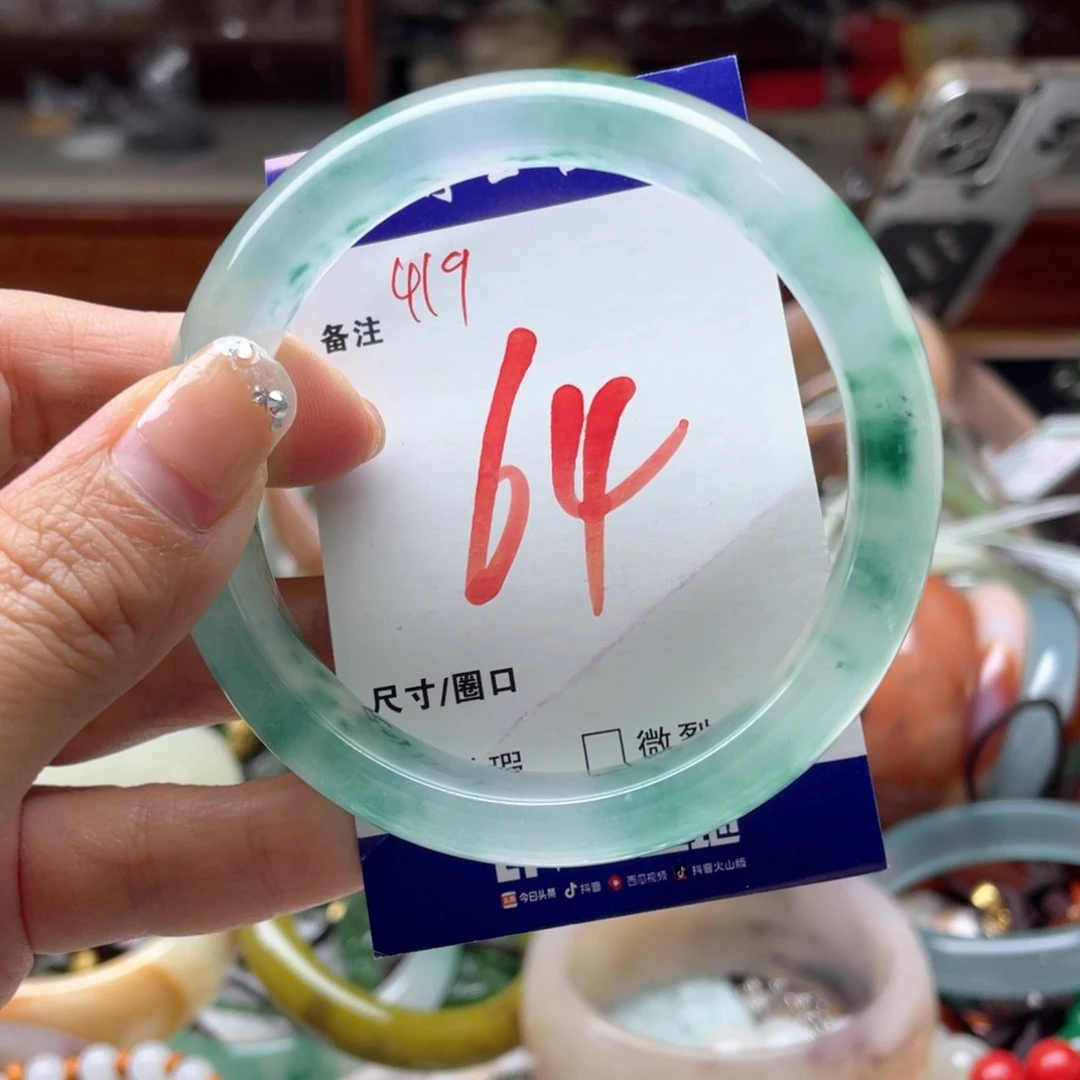 419
备注
64
尺寸/圈口
瑕 □ 微裂
今日头条 抖音 西瓜视频 抖音火山版